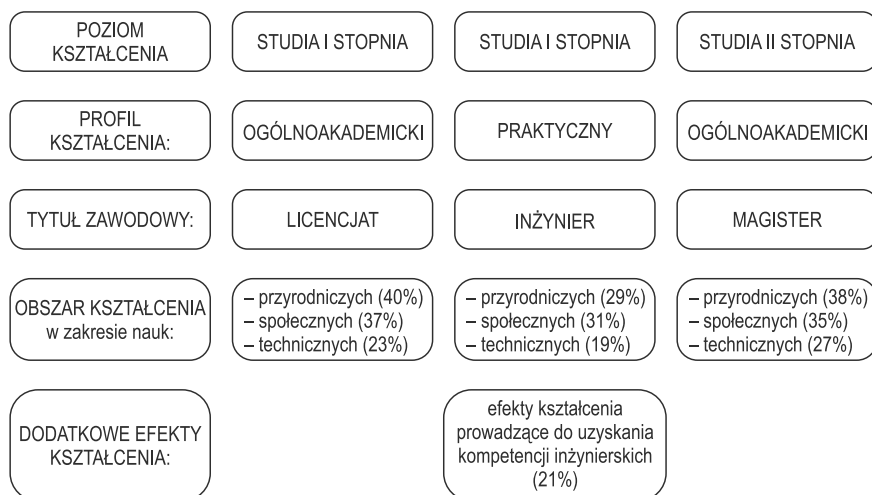 POZIOM
KSZTAŁCENIA
STUDIA I STOPNIA
STUDIA I STOPNIA
STUDIA II STOPNIA
PROFIL
KSZTAŁCENIA:
OGÓLNOAKADEMICKI
PRAKTYCZNY
OGÓLNOAKADEMICKI
TYTUŁ ZAWODOWY:
LICENCJAT
INŻYNIER
MAGISTER
OBSZAR KSZTAŁCENIA
w zakresie nauk:
– przyrodniczych (40%)
– społecznych (37%)
– technicznych (23%)
– przyrodniczych (29%)
– społecznych (31%)
– technicznych (19%)
– przyrodniczych (38%)
– społecznych (35%)
– technicznych (27%)
DODATKOWE EFEKTY
KSZTAŁCENIA:
efekty kształcenia
prowadzące do uzyskania
kompetencji inżynierskich
(21%)